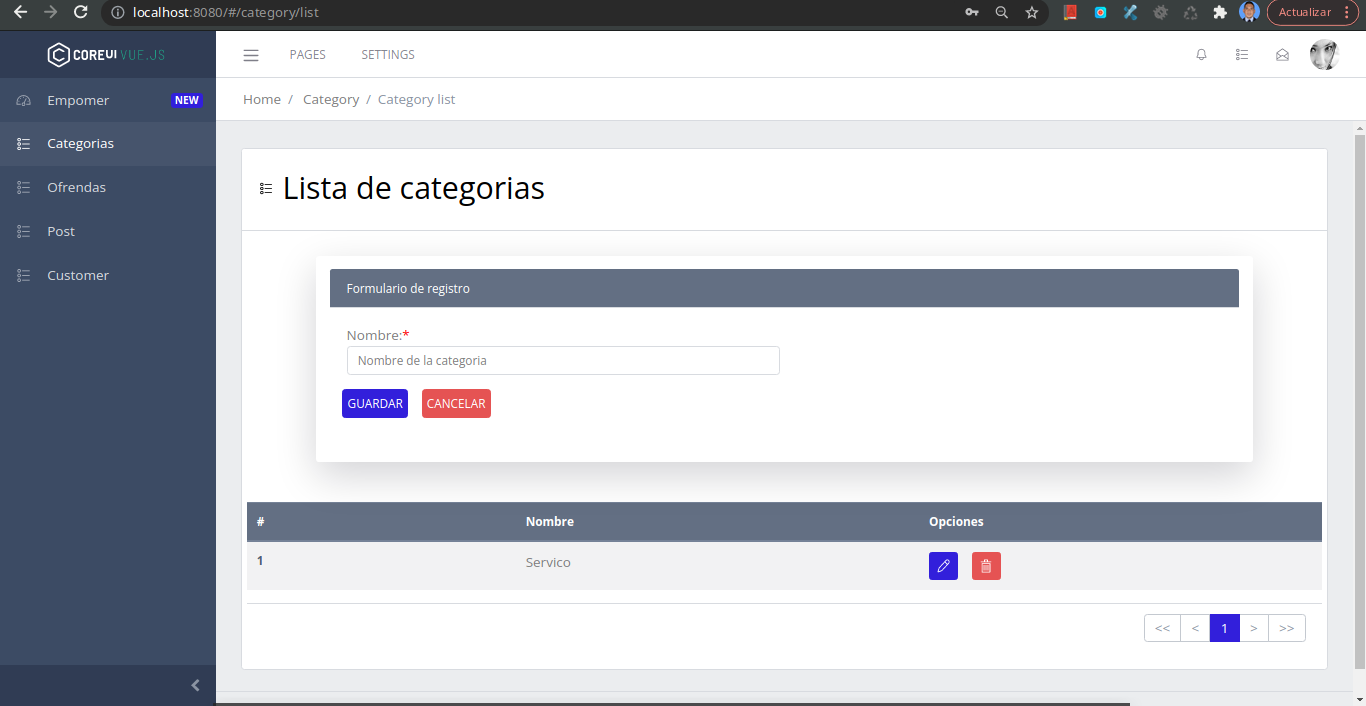 localhost:8080/#/category/list
Actualizar
COREUI VUE.JS
PAGES SETTINGS
Empomer NEW
Home / Category / Category list
Categorias
Ofrendas
Post
Customer
Lista de categorias
Formulario de registro
Nombre:*
Nombre de la categoria
GUARDAR CANCELAR
# Nombre Opciones
1 Servico
<< < 1 > >>